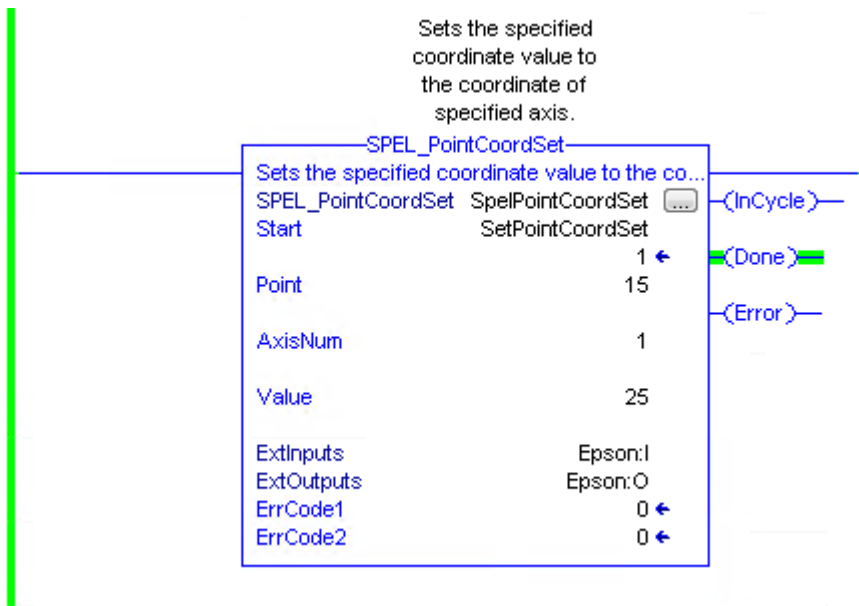 Sets the specified
coordinate value to
the coordinate of
specified axis.
SPEL_PointCoordSet
Sets the specified coordinate value to the co...
SPEL_PointCoordSet SpelPointCoordSet ... (InCycle)
Start SetPointCoordSet
1 (Done)
Point 15
(Error)
AxisNum 1
Value 25
ExtInputs Epson:I
ExtOutputs Epson:O
ErrCode1 0
ErrCode2 0